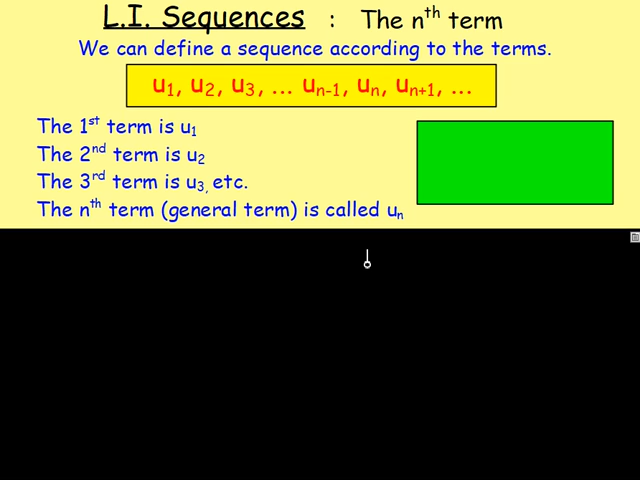 L.I. Sequences : The nth term
We can define a sequence according to the terms.
u1, u2, u3, ... un-1, un, un+1, ...
The 1st term is u1
The 2nd term is u2
The 3rd term is u3, etc.
The nth term (general term) is called un